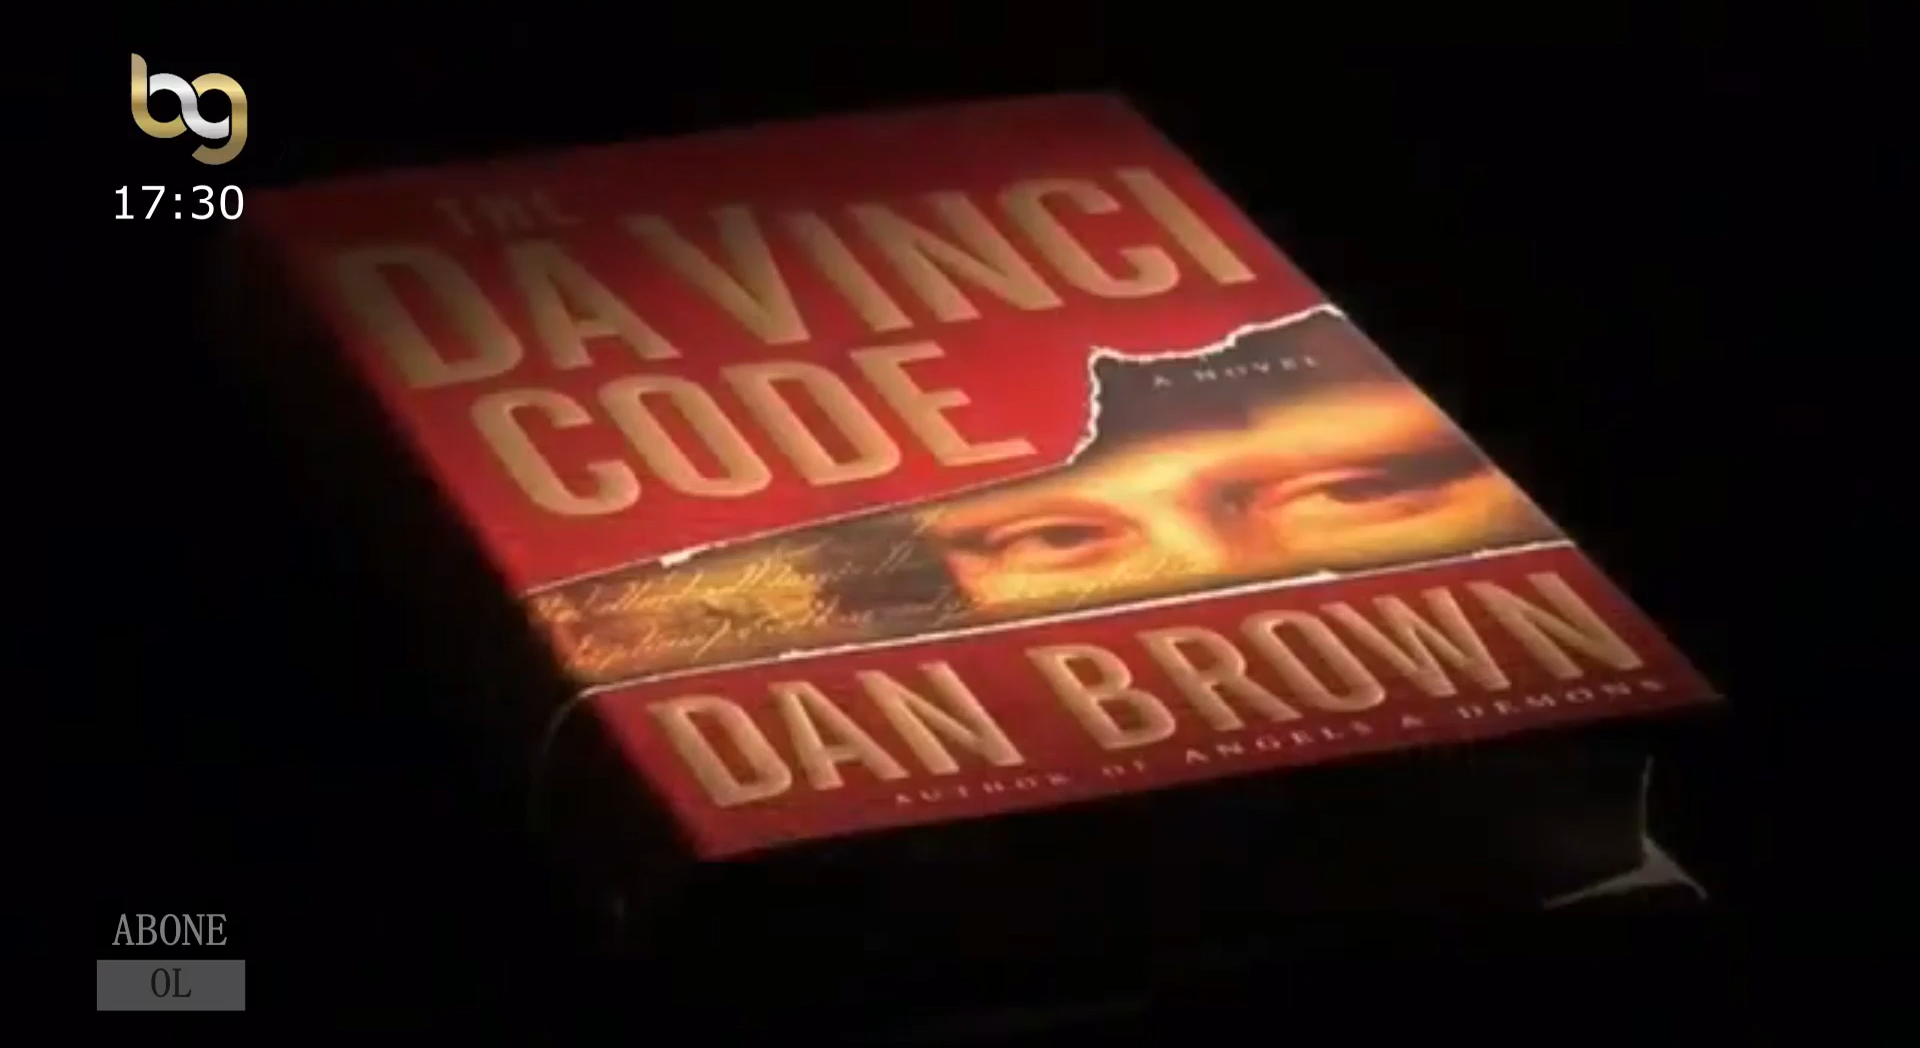 bg
17:30
THE
DA VINCI
CODE
A NOVEL
DAN BROWN
AUTHOR OF ANGELS & DEMONS
ABONE
OL